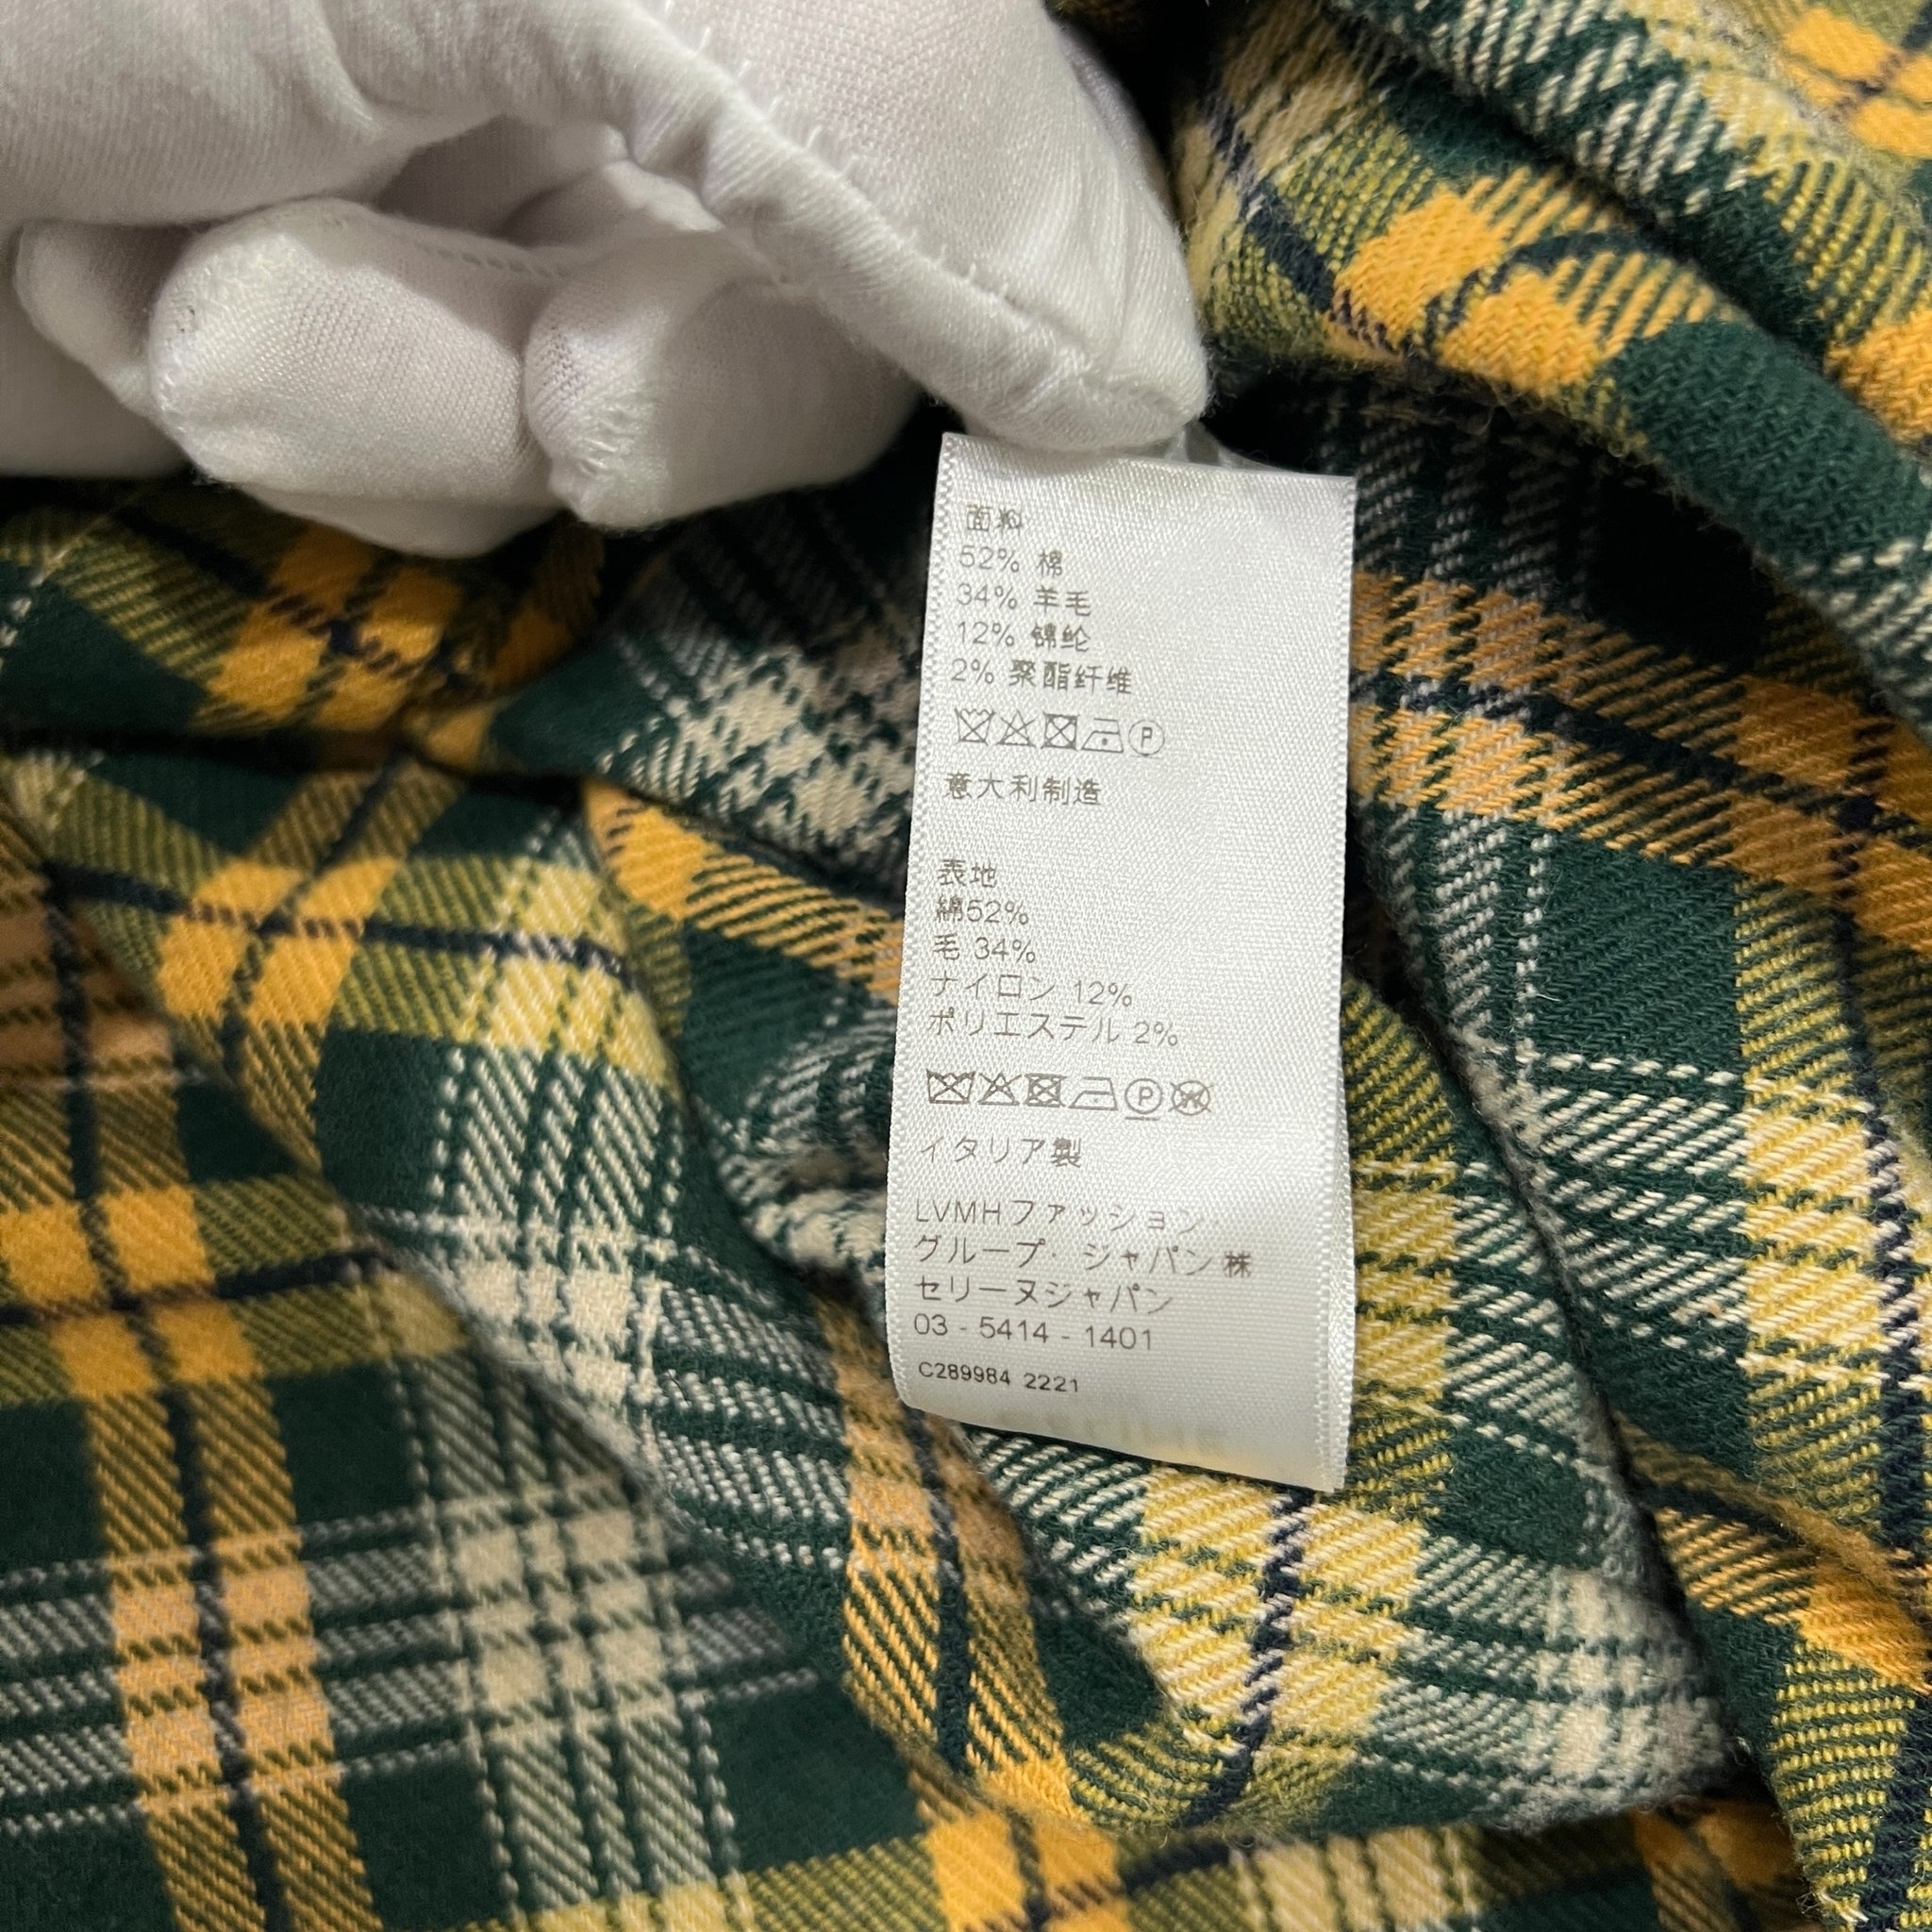 面料
52% 棉
34% 羊毛
12% 锦纶
2% 聚酯纤维
P
意大利制造
表地
綿52%
毛 34%
ナイロン 12%
ポリエステル 2%
P W
イタリア製
LVMHファッション·
グループ· ジャパン株
セリーヌジャパン
03 - 5414 - 1401
C289984 2221